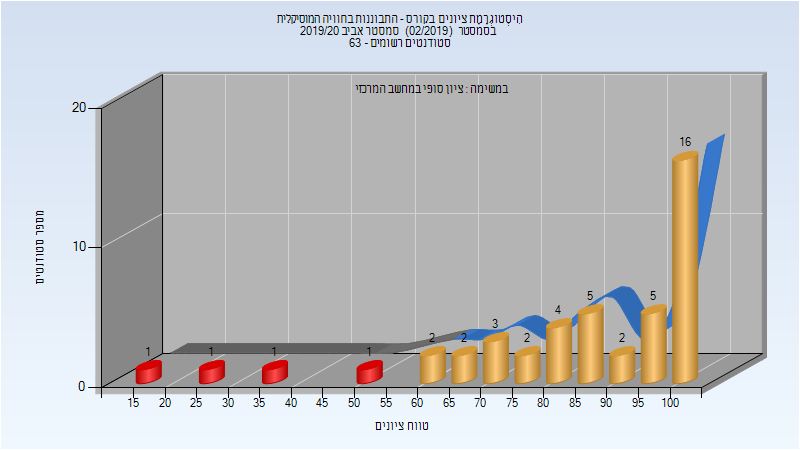 הִיסְטוֹגְרָמַת ציונים בקורס - התבוננות בחוויה המוסיקלית
בסמסטר (02/2019) סמסטר אביב 2019/20
סטודנטים רשומים - 63
במשימה : ציון סופי במחשב המרכזי
מספר סטודנטים
20
10
0
1 1 1 1 2 2 3 2 4 5 2 5 16
15 20 25 30 35 40 45 50 55 60 65 70 75 80 85 90 95 100
טווח ציונים